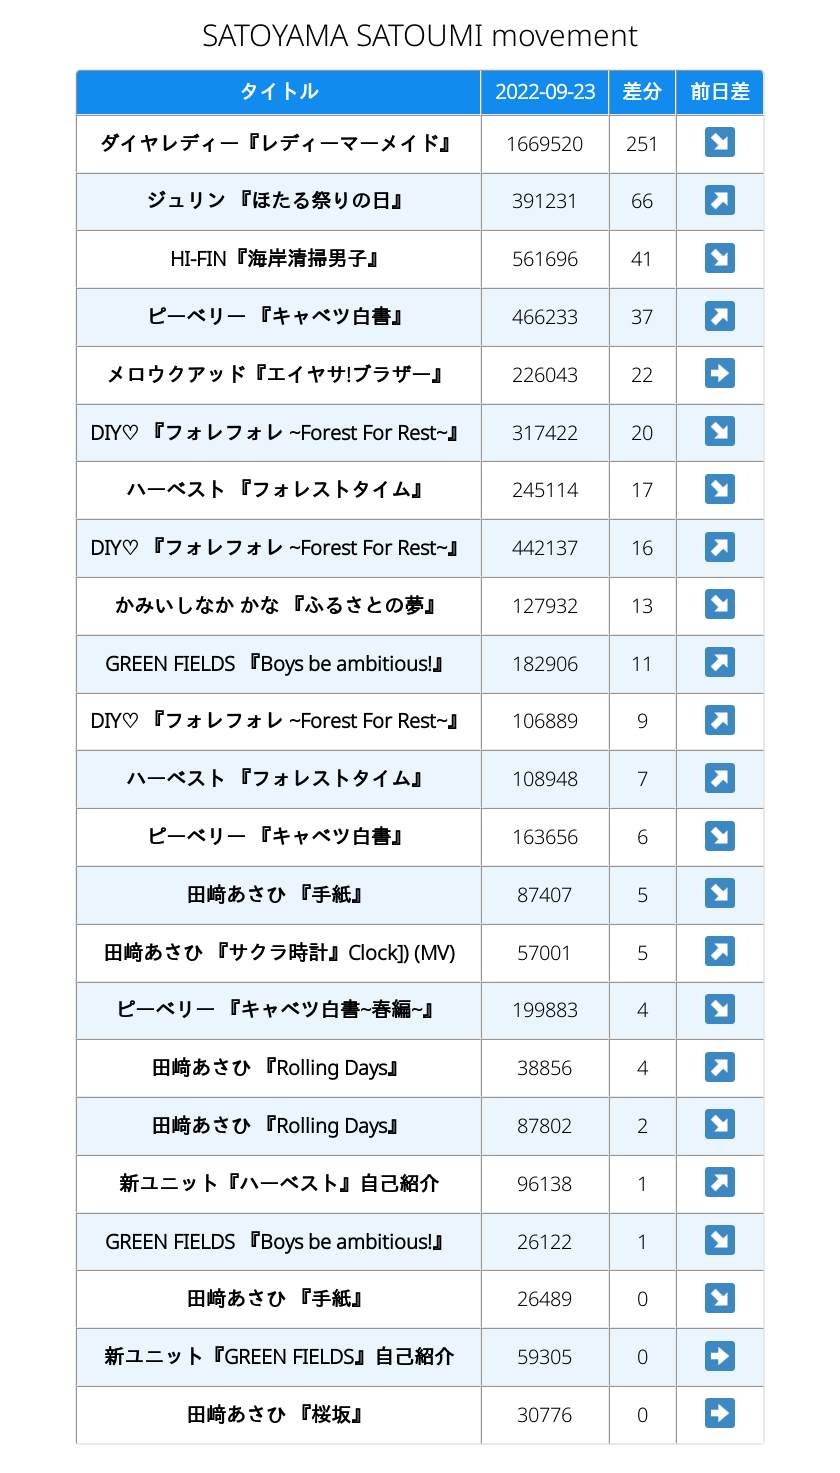 SATOYAMA SATOUMI movement
タイトル 2022-09-23 差分 前日差
ダイヤレディー『レディーマーメイド』 1669520 251 ↘
ジュリン 『ほたる祭りの日』 391231 66 ↗
HI-FIN『海岸清掃男子』 561696 41 ↘
ピーベリー 『キャベツ白書』 466233 37 ↗
メロウクアッド『エイヤサ!ブラザー』 226043 22 ➡
DIY♡ 『フォレフォレ ~Forest For Rest~』 317422 20 ↘
ハーベスト 『フォレストタイム』 245114 17 ↘
DIY♡ 『フォレフォレ ~Forest For Rest~』 442137 16 ↗
かみいしなか かな 『ふるさとの夢』 127932 13 ↘
GREEN FIELDS 『Boys be ambitious!』 182906 11 ↗
DIY♡ 『フォレフォレ ~Forest For Rest~』 106889 9 ↗
ハーベスト 『フォレストタイム』 108948 7 ↗
ピーベリー 『キャベツ白書』 163656 6 ↘
田﨑あさひ 『手紙』 87407 5 ↘
田﨑あさひ 『サクラ時計』Clock]) (MV) 57001 5 ↗
ピーベリー 『キャベツ白書~春編~』 199883 4 ↘
田﨑あさひ 『Rolling Days』 38856 4 ↗
田﨑あさひ 『Rolling Days』 87802 2 ↘
新ユニット『ハーベスト』自己紹介 96138 1 ↗
GREEN FIELDS 『Boys be ambitious!』 26122 1 ↘
田﨑あさひ 『手紙』 26489 0 ↘
新ユニット『GREEN FIELDS』自己紹介 59305 0 ➡
田﨑あさひ 『桜坂』 30776 0 ➡